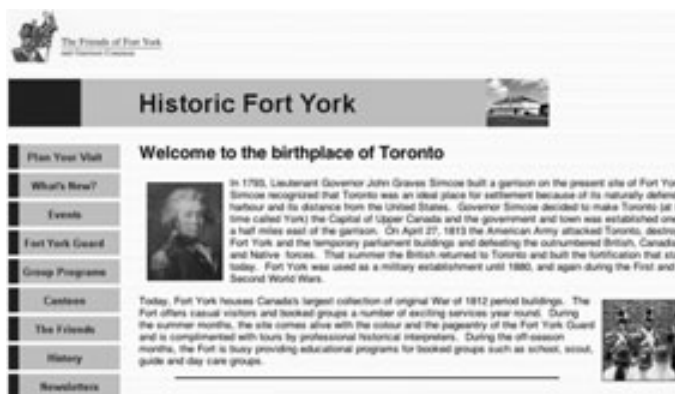 The Friends of Fort York
and Garrison Common
Historic Fort York
Plan Your Visit
What's New?
Events
Fort York Guard
Group Programs
Canteen
The Friends
History
Newsletters
Welcome to the birthplace of Toronto
In 1793, Lieutenant Governor John Graves Simcoe built a garrison on the present site of Fort Yor
Simcoe recognized that Toronto was an ideal place for settlement because of its naturally defens
harbour and its distance from the United States. Governor Simcoe decided to make Toronto (at
time called York) the Capital of Upper Canada and the government and town was established one
a half miles east of the garrison. On April 27, 1813 the American Army attacked Toronto, destro
Fort York and the temporary parliament buildings and defeating the outnumbered British, Canadia
and Native forces. That summer the British returned to Toronto and built the fortification that sta
today. Fort York was used as a military establishment until 1880, and again during the First and
Second World Wars.
Today, Fort York houses Canada's largest collection of original War of 1812 period buildings. The
Fort offers casual visitors and booked groups a number of exciting services year round. During
the summer months, the site comes alive with the colour and the pageantry of the Fort York Guard
and is complimented with tours by professional historical interpreters. During the off-season
months, the Fort is busy providing educational programs for booked groups such as school, scout,
guide and day care groups.